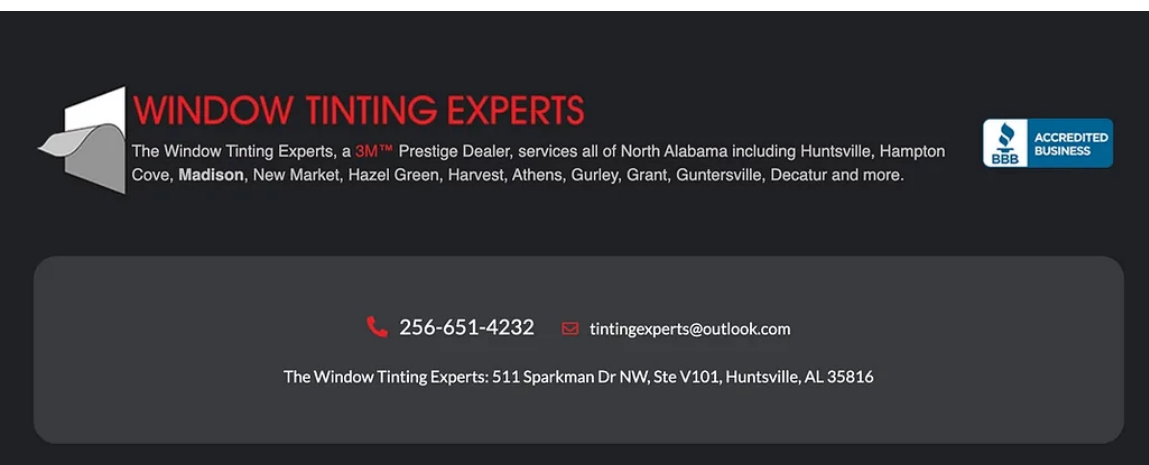 WINDOW TINTING EXPERTS
The Window Tinting Experts, a 3M™ Prestige Dealer, services all of North Alabama including Huntsville, Hampton
Cove, Madison, New Market, Hazel Green, Harvest, Athens, Gurley, Grant, Guntersville, Decatur and more.
BBB
ACCREDITED
BUSINESS
256-651-4232 tintingexperts@outlook.com
The Window Tinting Experts: 511 Sparkman Dr NW, Ste V101, Huntsville, AL 35816